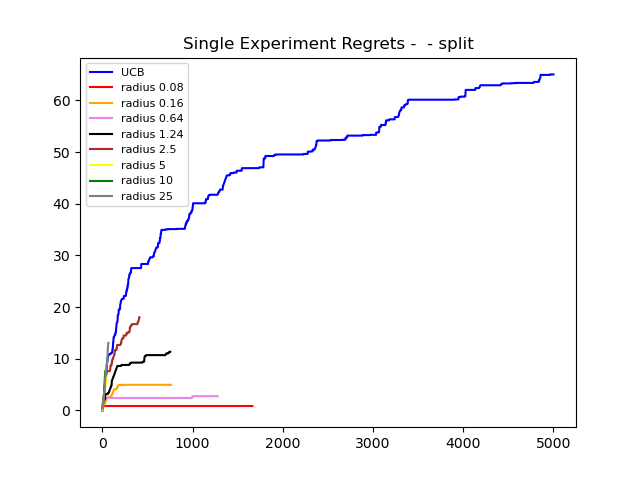 Single Experiment Regrets -  - split
UCB
radius 0.08
radius 0.16
radius 0.64
radius 1.24
radius 2.5
radius 5
radius 10
radius 25
60
50
40
30
20
10
0
0 1000 2000 3000 4000 5000